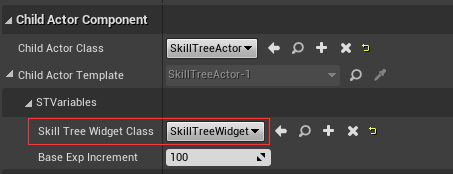 Child Actor Component
Child Actor Class SkillTreeActor
Child Actor Template SkillTreeActor-1
STVariables
Skill Tree Widget Class SkillTreeWidget
Base Exp Increment 100